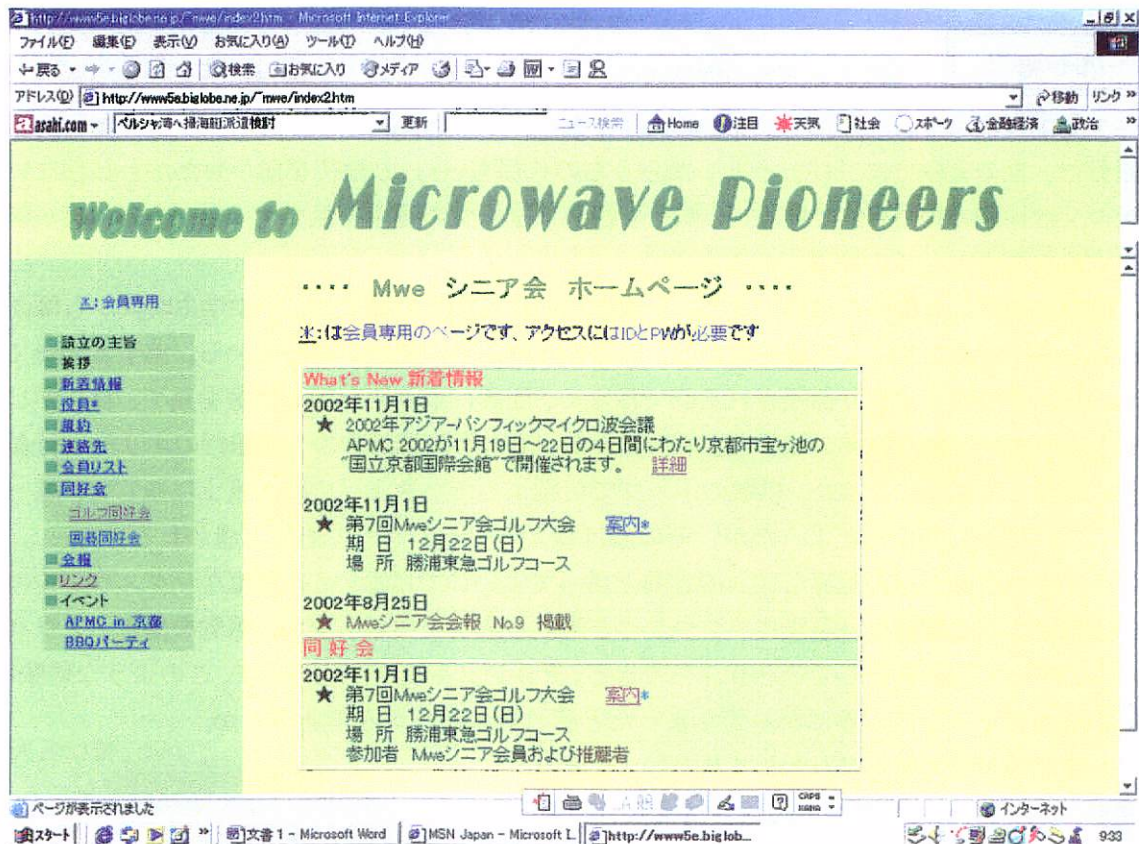 http://www5e.biglobe.ne.jp/~mwe/index2.htm - Microsoft Internet Explorer
ファイル(F) 編集(E) 表示(V) お気に入り(A) ツール(T) ヘルプ(H)
戻る 検索 お気に入り メディア
アドレス(D) http://www5e.biglobe.ne.jp/~mwe/index2.htm 移動 リンク »
asahi.com ペルシャ湾へ掃海艇派遣検討 更新 ニュース検索 Home 注目 天気 社会 スポーツ 金融経済 政治 »
Welcome to Microwave Pioneers
・・・・ Mwe シニア会 ホームページ ・・・・
※:は会員専用のページです、アクセスにはIDとPWが必要です
※:会員専用
設立の主旨
挨拶
新着情報
役員*
規約
連絡先
会員リスト
同好会
ゴルフ同好会
囲碁同好会
会報
リンク
イベント
APMC in 京都
BBQパーティ
What's New 新着情報
2002年11月1日
★ 2002年アジアーパシフィックマイクロ波会議
APMC 2002が11月19日～22日の4日間にわたり京都市宝ヶ池の
"国立京都国際会館"で開催されます。 詳細
2002年11月1日
★ 第7回Mweシニア会ゴルフ大会 案内*
期 日 12月22日(日)
場 所 勝浦東急ゴルフコース
2002年8月25日
★ Mweシニア会会報 No.9 掲載
同 好 会
2002年11月1日
★ 第7回Mweシニア会ゴルフ大会 案内*
期 日 12月22日(日)
場 所 勝浦東急ゴルフコース
参加者 Mweシニア会員および推薦者
ページが表示されました
CAPS
KANA
インターネット
スタート » 文書 1 - Microsoft Word MSN Japan - Microsoft I... http://www5e.biglob... 9:33